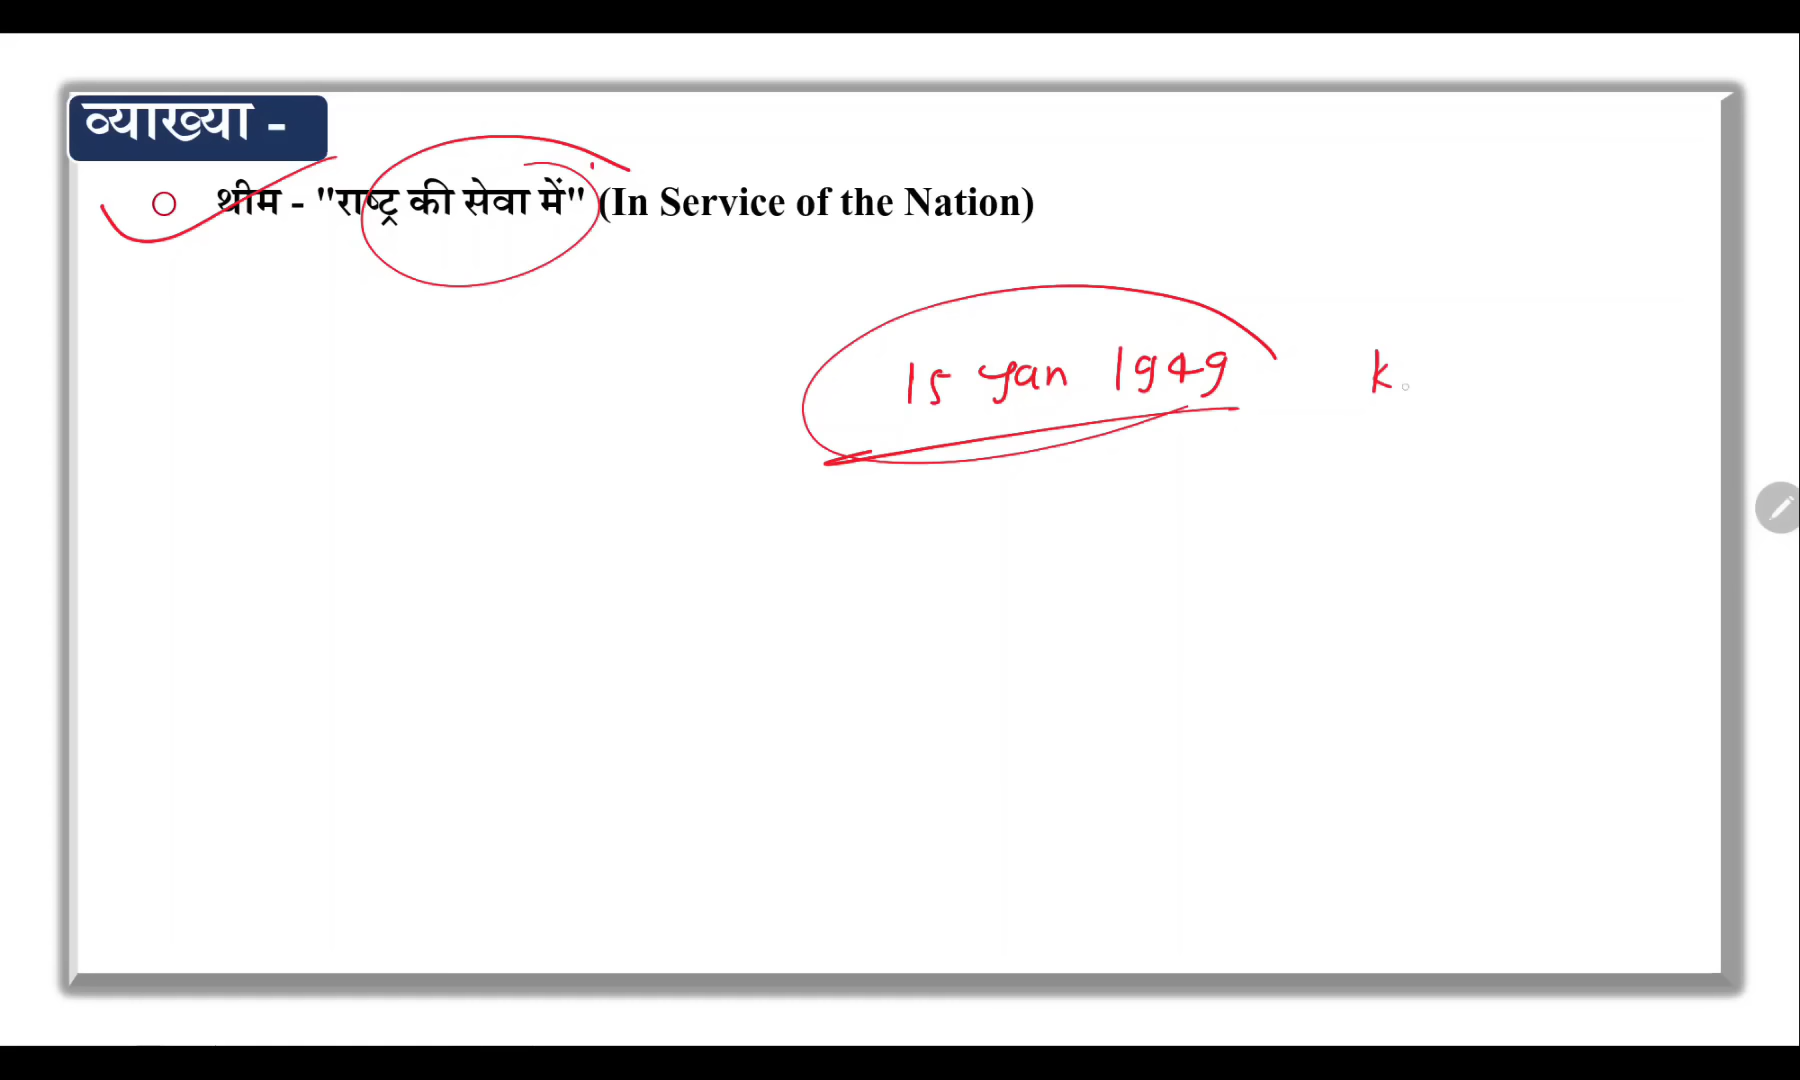 व्याख्या -
थीम - "राष्ट्र की सेवा में" (In Service of the Nation)
15 Jan 1949 k.